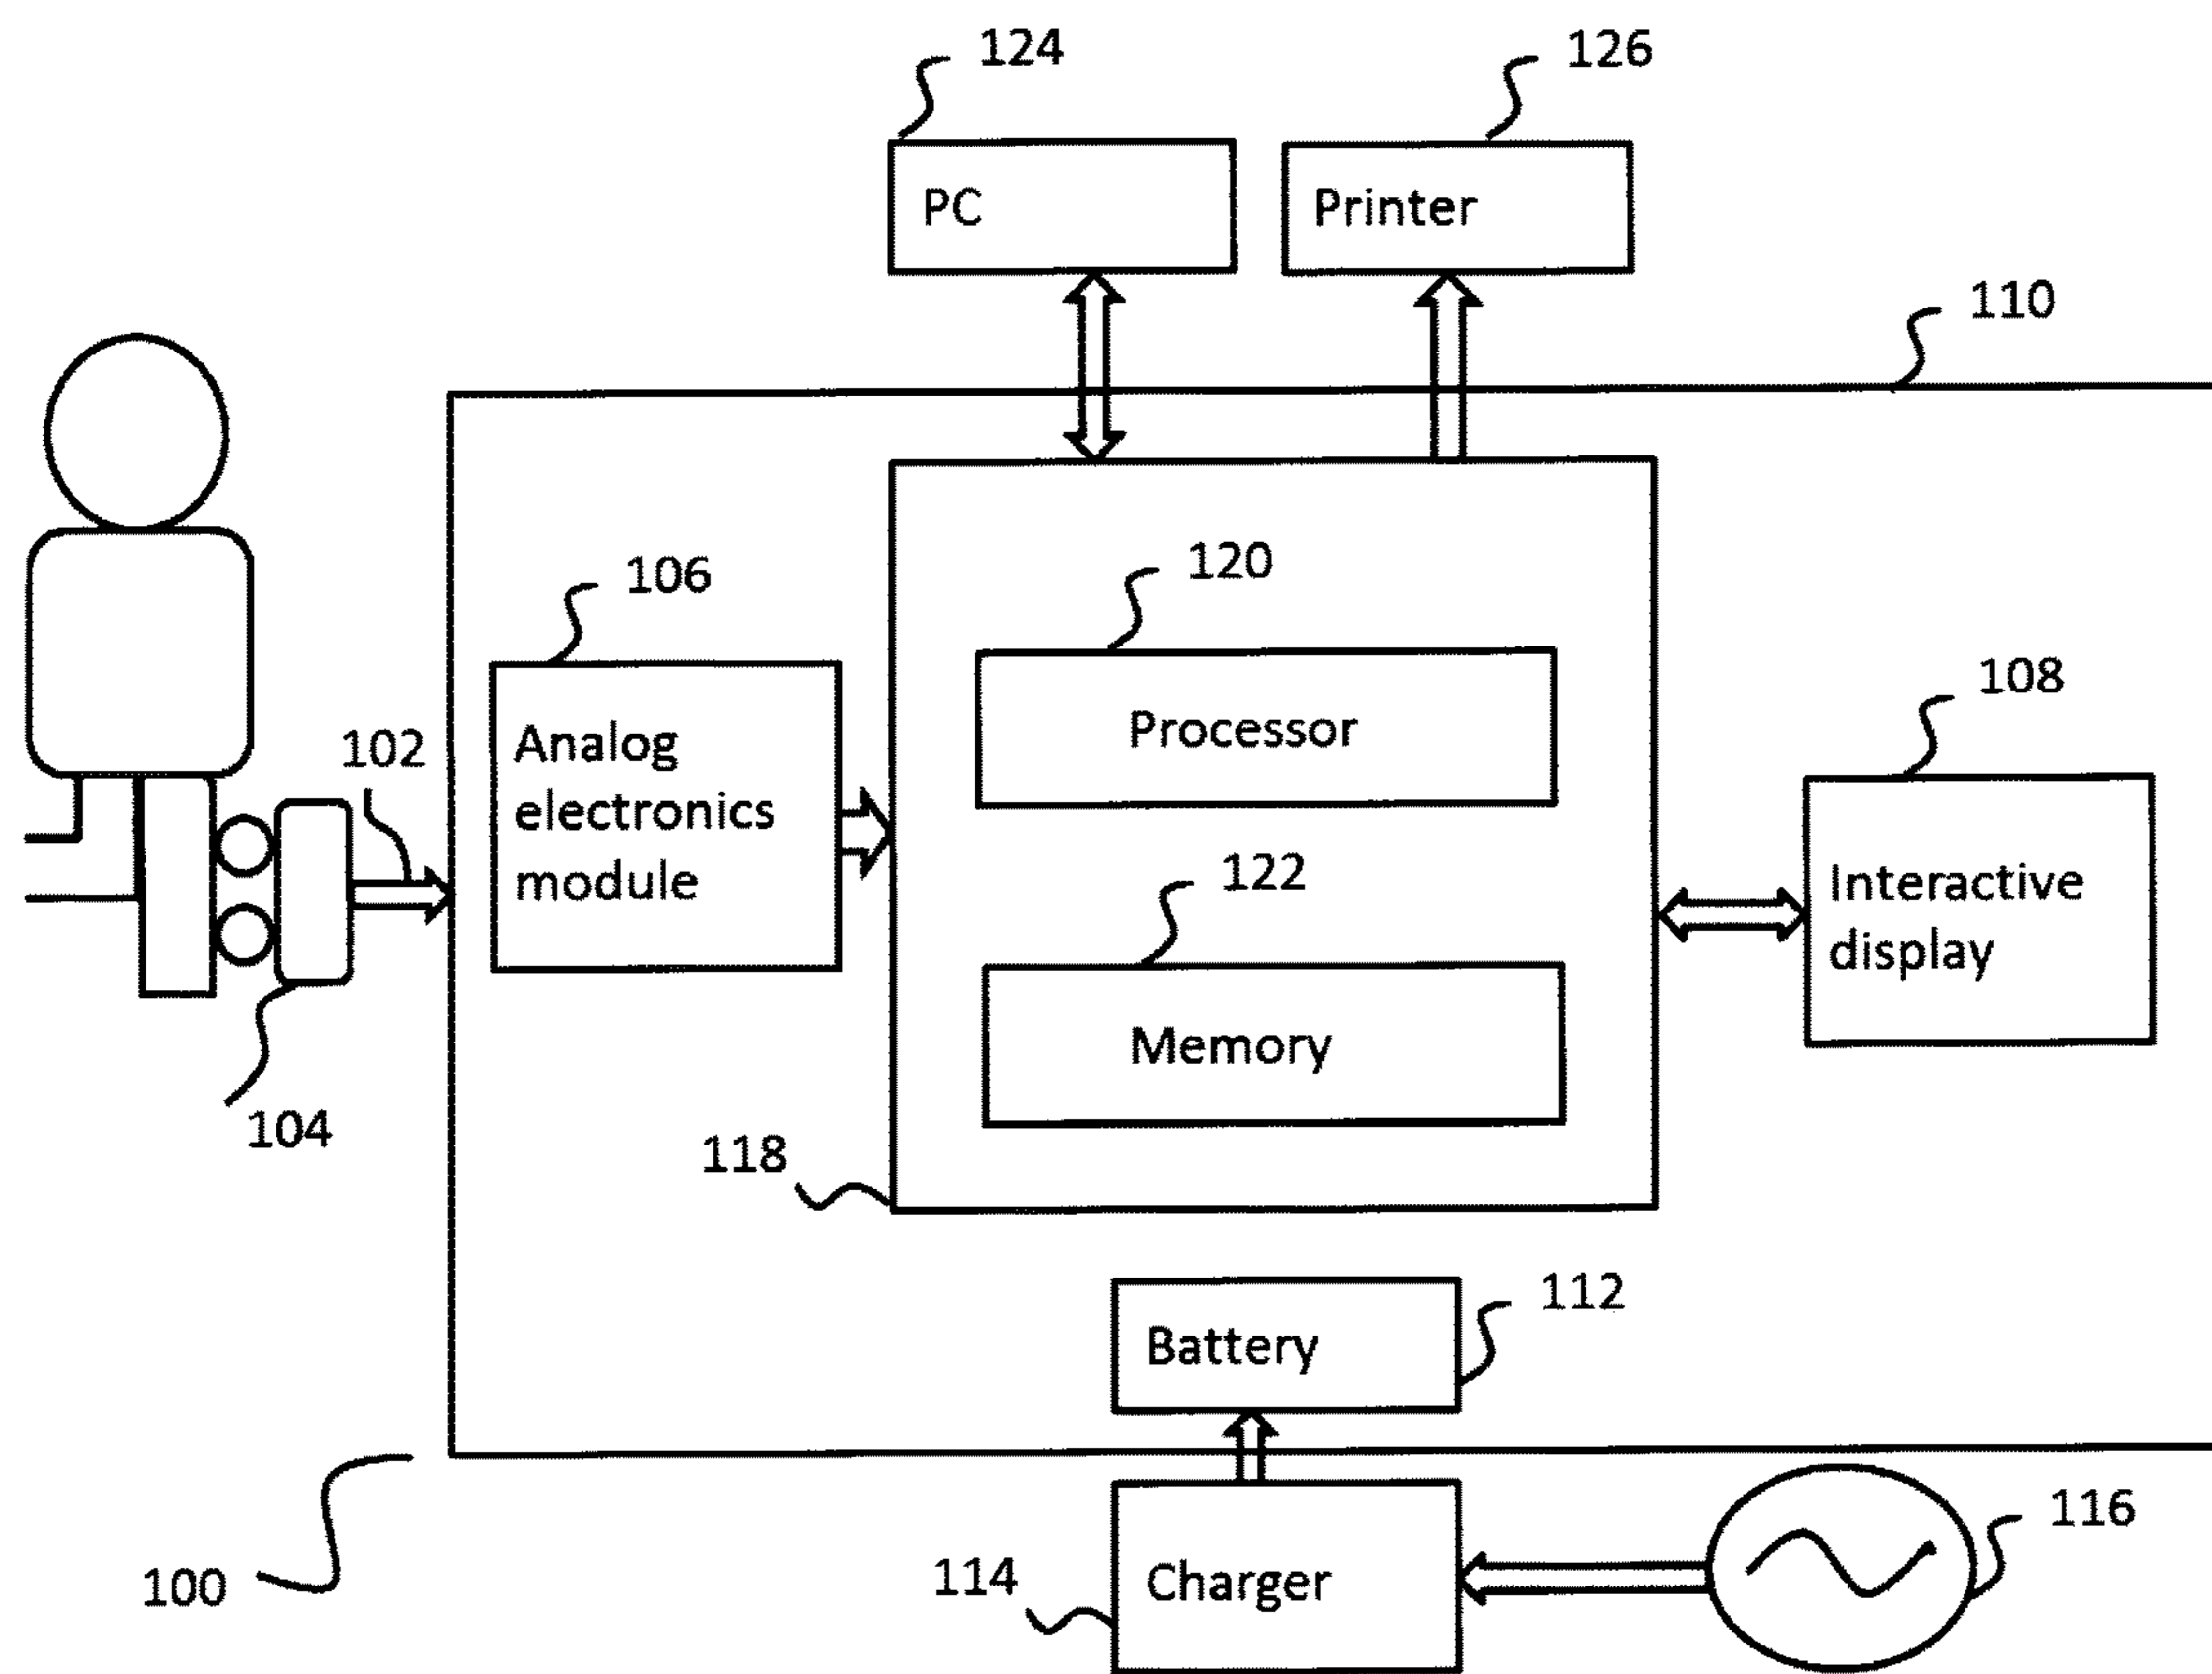 124
126
PC
Printer
110
106
120
108
Analog
electronics
module
102
Processor
122
Interactive
display
Memory
104
118
112
Battery
116
100
114
Charger